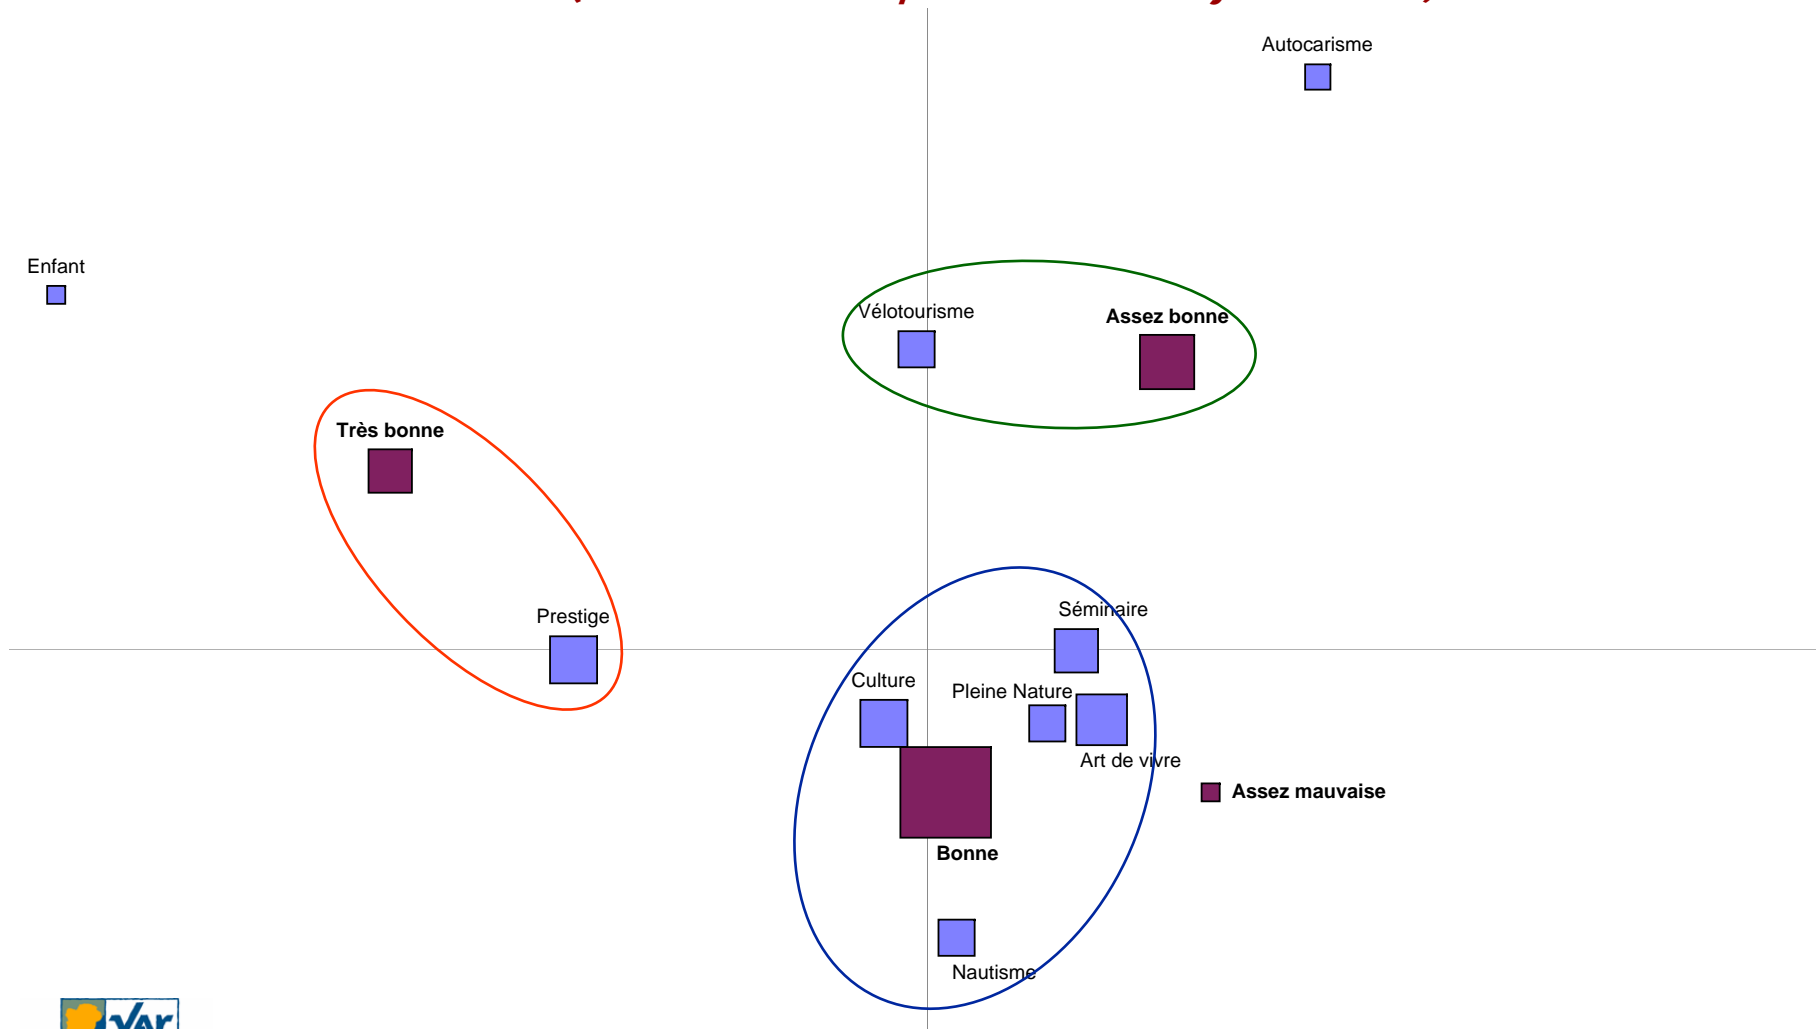 Autocarisme
Enfant
Vélotourisme
Assez bonne
Très bonne
Prestige
Séminaire
Culture
Pleine Nature
Art de vivre
Assez mauvaise
Bonne
Nautisme